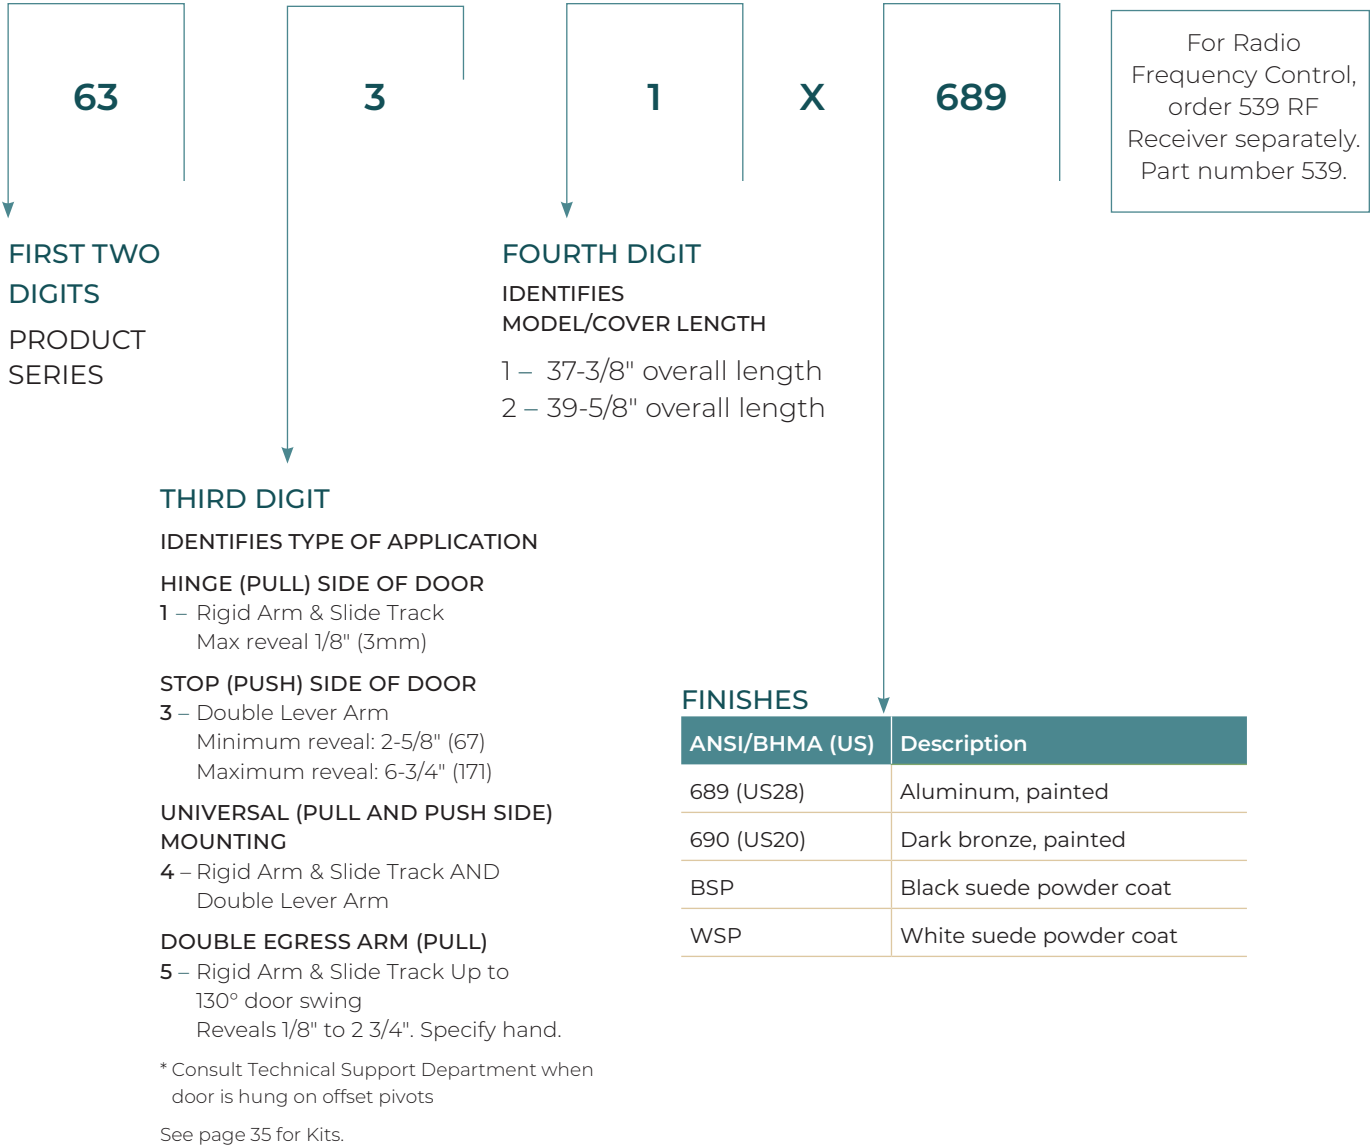 63 3 1 X 689
For Radio
Frequency Control,
order 539 RF
Receiver separately.
Part number 539.
FIRST TWO
DIGITS
PRODUCT
SERIES
FOURTH DIGIT
IDENTIFIES
MODEL/COVER LENGTH
1 – 37-3/8" overall length
2 – 39-5/8" overall length
THIRD DIGIT
IDENTIFIES TYPE OF APPLICATION
HINGE (PULL) SIDE OF DOOR
1 – Rigid Arm & Slide Track
Max reveal 1/8" (3mm)
STOP (PUSH) SIDE OF DOOR
3 – Double Lever Arm
Minimum reveal: 2-5/8" (67)
Maximum reveal: 6-3/4" (171)
UNIVERSAL (PULL AND PUSH SIDE)
MOUNTING
4 – Rigid Arm & Slide Track AND
Double Lever Arm
DOUBLE EGRESS ARM (PULL)
5 – Rigid Arm & Slide Track Up to
130° door swing
Reveals 1/8" to 2 3/4". Specify hand.
* Consult Technical Support Department when
door is hung on offset pivots
See page 35 for Kits.
FINISHES
ANSI/BHMA (US) Description
689 (US28) Aluminum, painted
690 (US20) Dark bronze, painted
BSP Black suede powder coat
WSP White suede powder coat